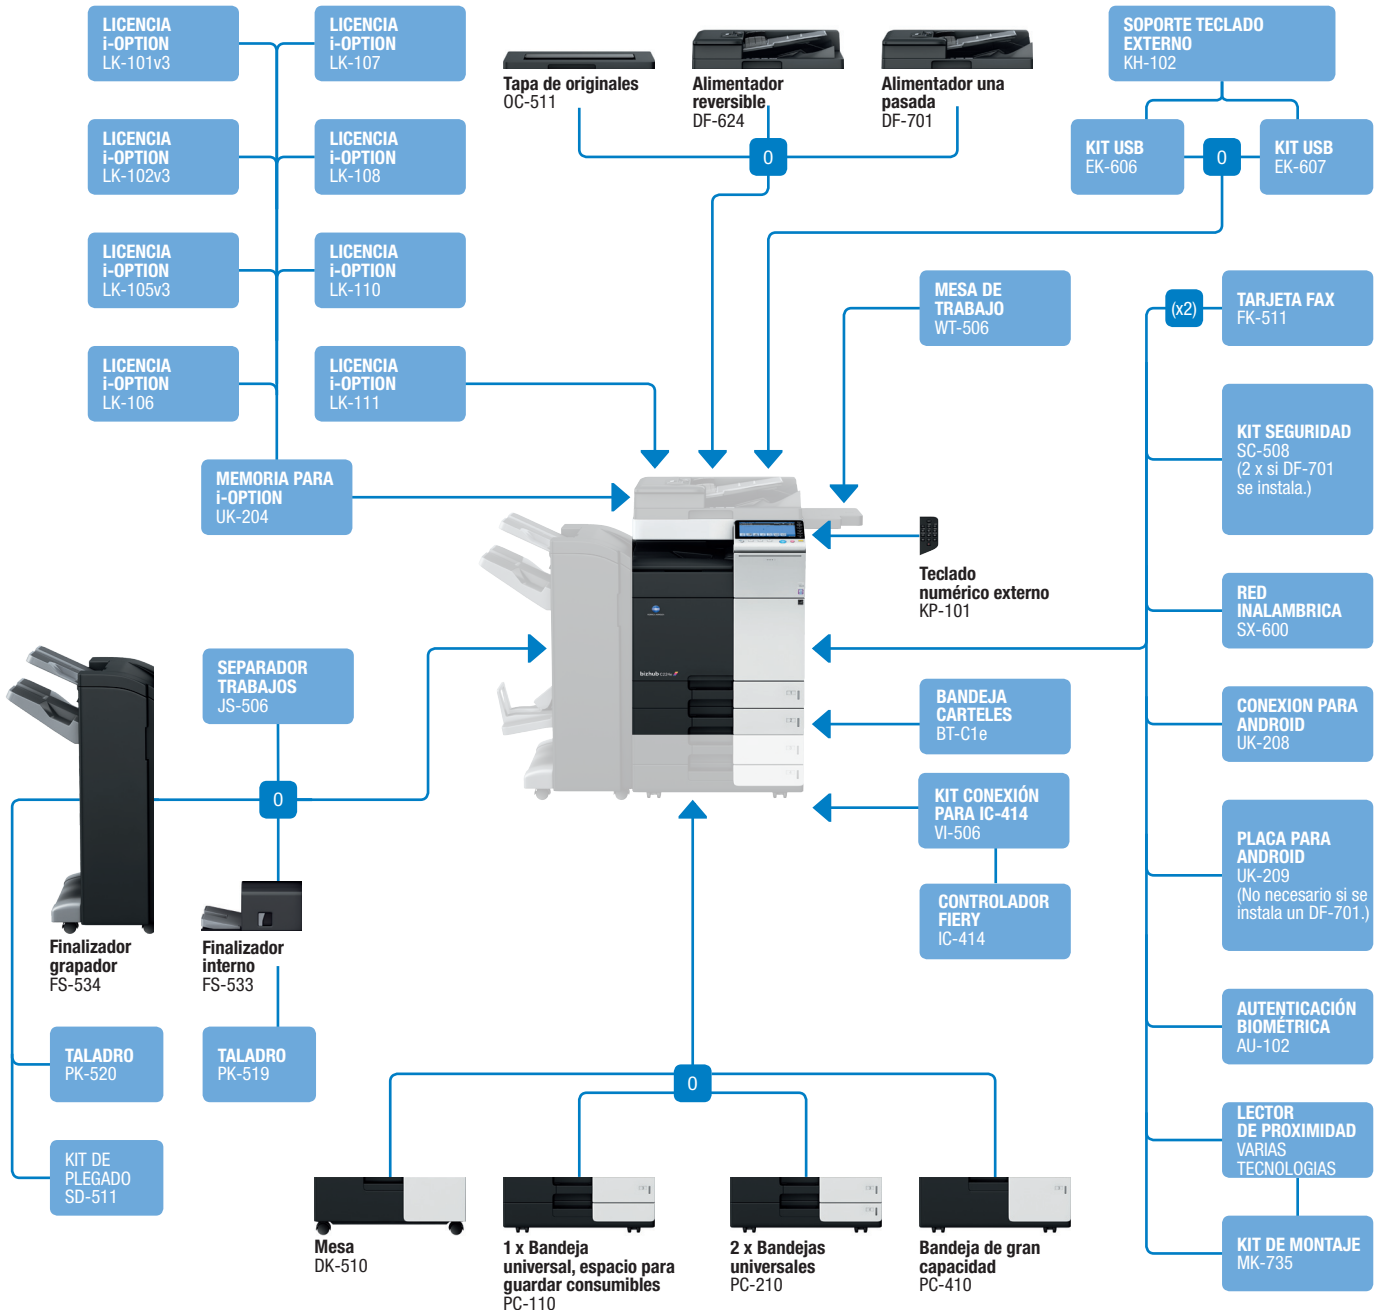 LICENCIA
i-OPTION
LK-101v3
LICENCIA
i-OPTION
LK-107
Tapa de originales
OC-511
Alimentador
reversible
DF-624
Alimentador una
pasada
DF-701
SOPORTE TECLADO
EXTERNO
KH-102
LICENCIA
i-OPTION
LK-102v3
LICENCIA
i-OPTION
LK-108
0
KIT USB
EK-606
0
KIT USB
EK-607
LICENCIA
i-OPTION
LK-105v3
LICENCIA
i-OPTION
LK-110
MESA DE
TRABAJO
WT-506
(x2)
TARJETA FAX
FK-511
LICENCIA
i-OPTION
LK-106
LICENCIA
i-OPTION
LK-111
KIT SEGURIDAD
SC-508
(2 x si DF-701
se instala.)
MEMORIA PARA
i-OPTION
UK-204
Teclado
numérico externo
KP-101
RED
INALAMBRICA
SX-600
SEPARADOR
TRABAJOS
JS-506
bizhub
BANDEJA
CARTELES
BT-C1e
CONEXION PARA
ANDROID
UK-208
0
KIT CONEXIÓN
PARA IC-414
VI-506
PLACA PARA
ANDROID
UK-209
(No necesario si se
instala un DF-701.)
CONTROLADOR
FIERY
IC-414
Finalizador
grapador
FS-534
Finalizador
interno
FS-533
AUTENTICACIÓN
BIOMÉTRICA
AU-102
TALADRO
PK-520
TALADRO
PK-519
0
LECTOR
DE PROXIMIDAD
VARIAS
TECNOLOGIAS
KIT DE
PLEGADO
SD-511
Mesa
DK-510
1 x Bandeja
universal, espacio para
guardar consumibles
PC-110
2 x Bandejas
universales
PC-210
Bandeja de gran
capacidad
PC-410
KIT DE MONTAJE
MK-735